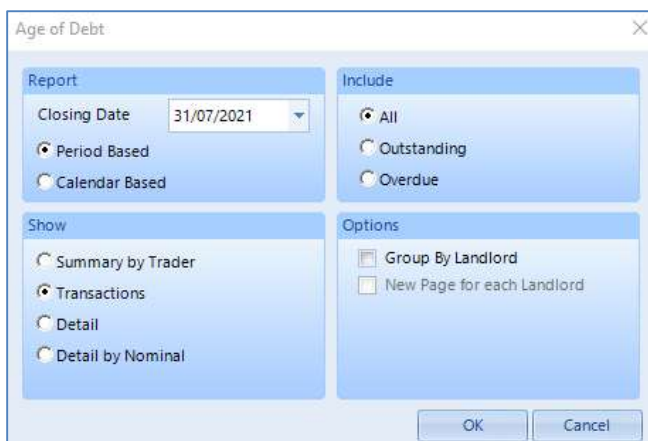 Age of Debt
Report
Closing Date 31/07/2021
Period Based
Calendar Based
Include
All
Outstanding
Overdue
Show
Summary by Trader
Transactions
Detail
Detail by Nominal
Options
Group By Landlord
New Page for each Landlord
OK Cancel